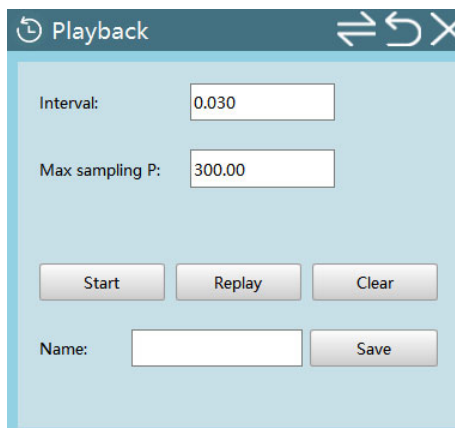 Playback
Interval: 0.030
Max sampling P: 300.00
Start Replay Clear
Name: Save